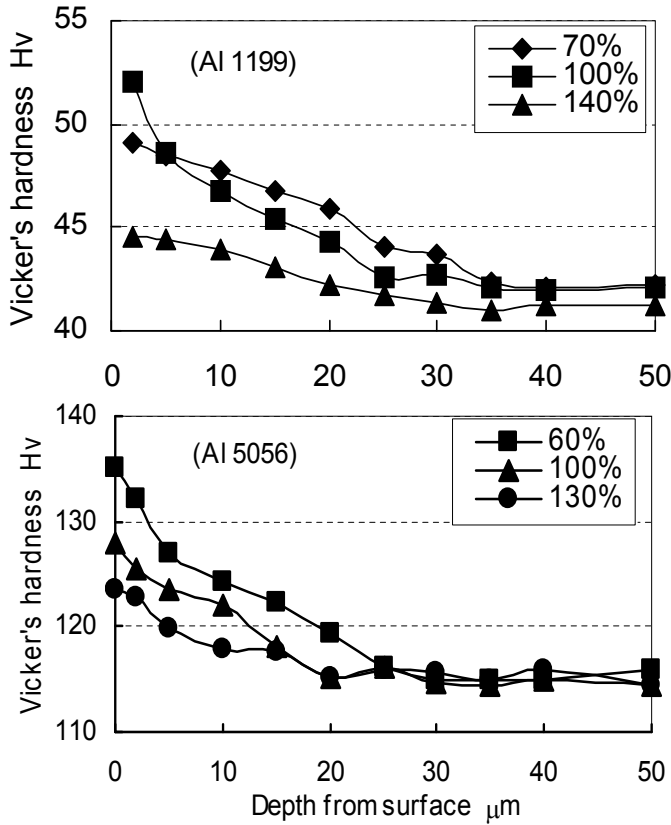 55
50
45
40
Vicker's hardness Hv
(Al 1199)
70%
100%
140%
0 10 20 30 40 50
140
130
120
110
Vicker's hardness Hv
(Al 5056)
60%
100%
130%
0 10 20 30 40 50
Depth from surface μm